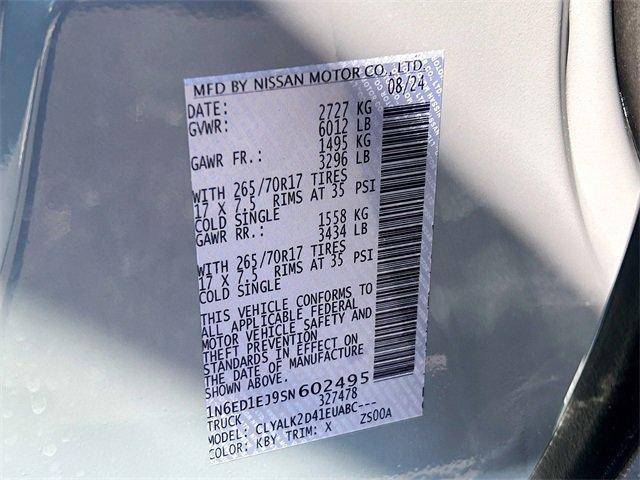 MFD BY NISSAN MOTOR CO., LTD.
DATE: 08/24
GVWR: 2727 KG
6012 LB
GAWR FR.: 1495 KG
3296 LB
WITH 265/70R17 TIRES
17 X 7.5 RIMS AT 35 PSI
COLD SINGLE
GAWR RR.: 1558 KG
3434 LB
WITH 265/70R17 TIRES
17 X 7.5 RIMS AT 35 PSI
COLD SINGLE
THIS VEHICLE CONFORMS TO
ALL APPLICABLE FEDERAL
MOTOR VEHICLE SAFETY AND
THEFT PREVENTION
STANDARDS IN EFFECT ON
THE DATE OF MANUFACTURE
SHOWN ABOVE.
1N6ED1EJ9SN602495
TRUCK 327478
MODEL: CLYALK2D41EUABC---
COLOR: KBY TRIM: X ZS00A